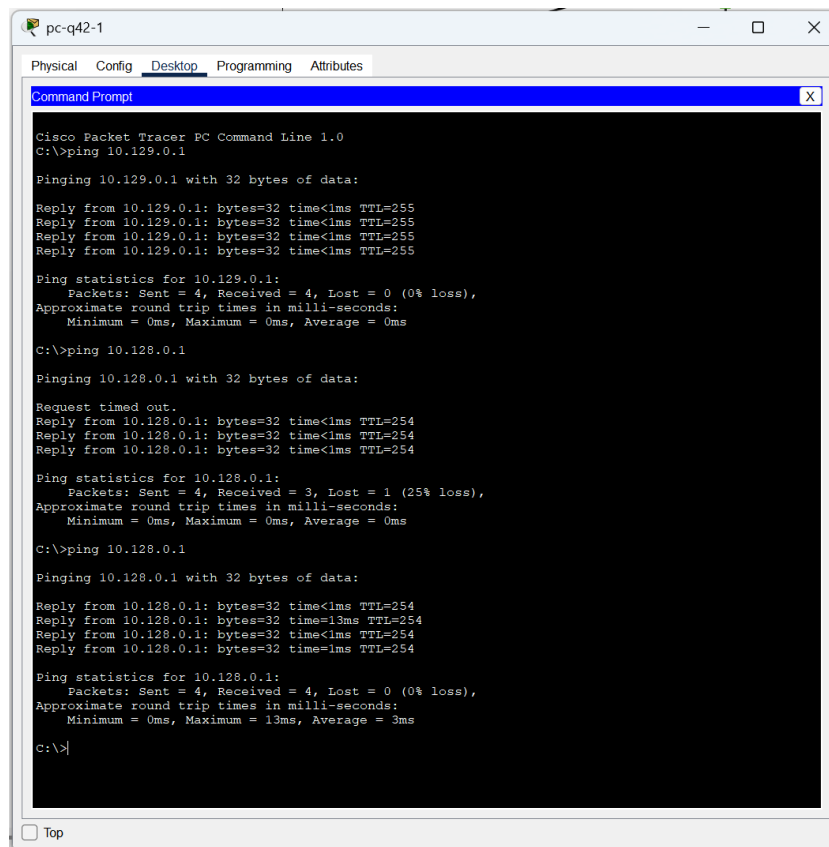 pc-q42-1
Physical Config Desktop Programming Attributes
Command Prompt X
Cisco Packet Tracer PC Command Line 1.0
C:\>ping 10.129.0.1
Pinging 10.129.0.1 with 32 bytes of data:
Reply from 10.129.0.1: bytes=32 time<1ms TTL=255
Reply from 10.129.0.1: bytes=32 time<1ms TTL=255
Reply from 10.129.0.1: bytes=32 time<1ms TTL=255
Reply from 10.129.0.1: bytes=32 time<1ms TTL=255
Ping statistics for 10.129.0.1:
Packets: Sent = 4, Received = 4, Lost = 0 (0% loss),
Approximate round trip times in milli-seconds:
Minimum = 0ms, Maximum = 0ms, Average = 0ms
C:\>ping 10.128.0.1
Pinging 10.128.0.1 with 32 bytes of data:
Request timed out.
Reply from 10.128.0.1: bytes=32 time<1ms TTL=254
Reply from 10.128.0.1: bytes=32 time<1ms TTL=254
Reply from 10.128.0.1: bytes=32 time<1ms TTL=254
Ping statistics for 10.128.0.1:
Packets: Sent = 4, Received = 3, Lost = 1 (25% loss),
Approximate round trip times in milli-seconds:
Minimum = 0ms, Maximum = 0ms, Average = 0ms
C:\>ping 10.128.0.1
Pinging 10.128.0.1 with 32 bytes of data:
Reply from 10.128.0.1: bytes=32 time<1ms TTL=254
Reply from 10.128.0.1: bytes=32 time=13ms TTL=254
Reply from 10.128.0.1: bytes=32 time<1ms TTL=254
Reply from 10.128.0.1: bytes=32 time=1ms TTL=254
Ping statistics for 10.128.0.1:
Packets: Sent = 4, Received = 4, Lost = 0 (0% loss),
Approximate round trip times in milli-seconds:
Minimum = 0ms, Maximum = 13ms, Average = 3ms
C:\>
Top